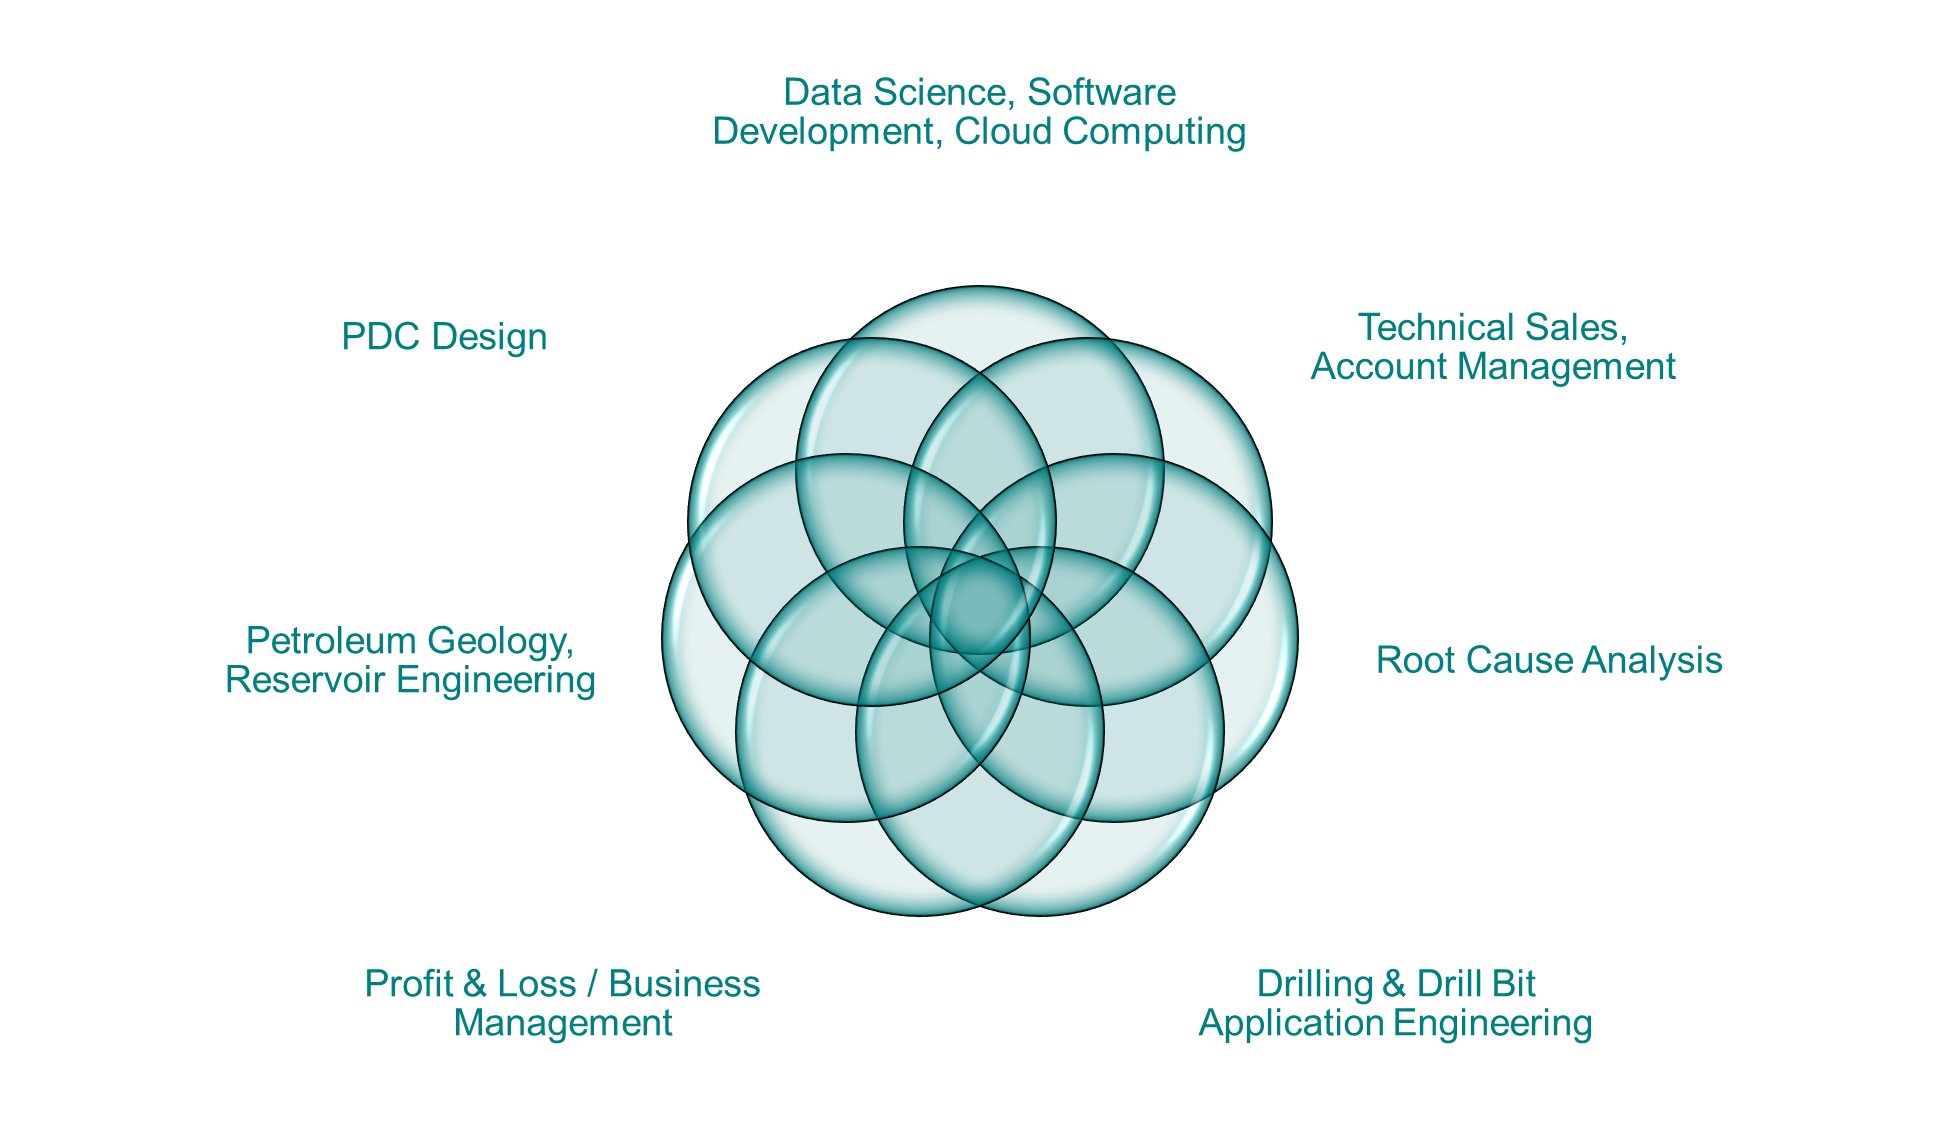 Data Science, Software
Development, Cloud Computing
PDC Design
Technical Sales,
Account Management
Petroleum Geology,
Reservoir Engineering
Root Cause Analysis
Profit & Loss / Business
Management
Drilling & Drill Bit
Application Engineering